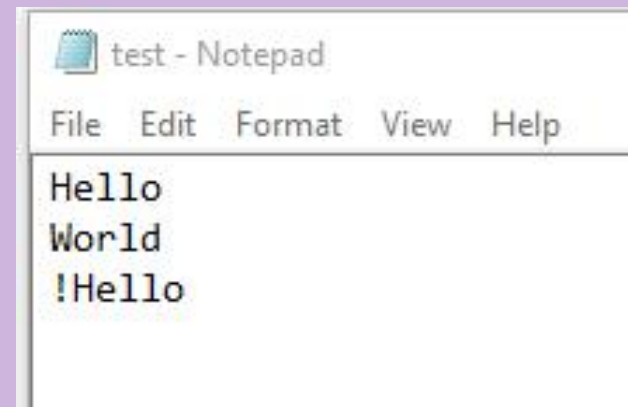 test - Notepad
File Edit Format View Help
Hello
World
!Hello